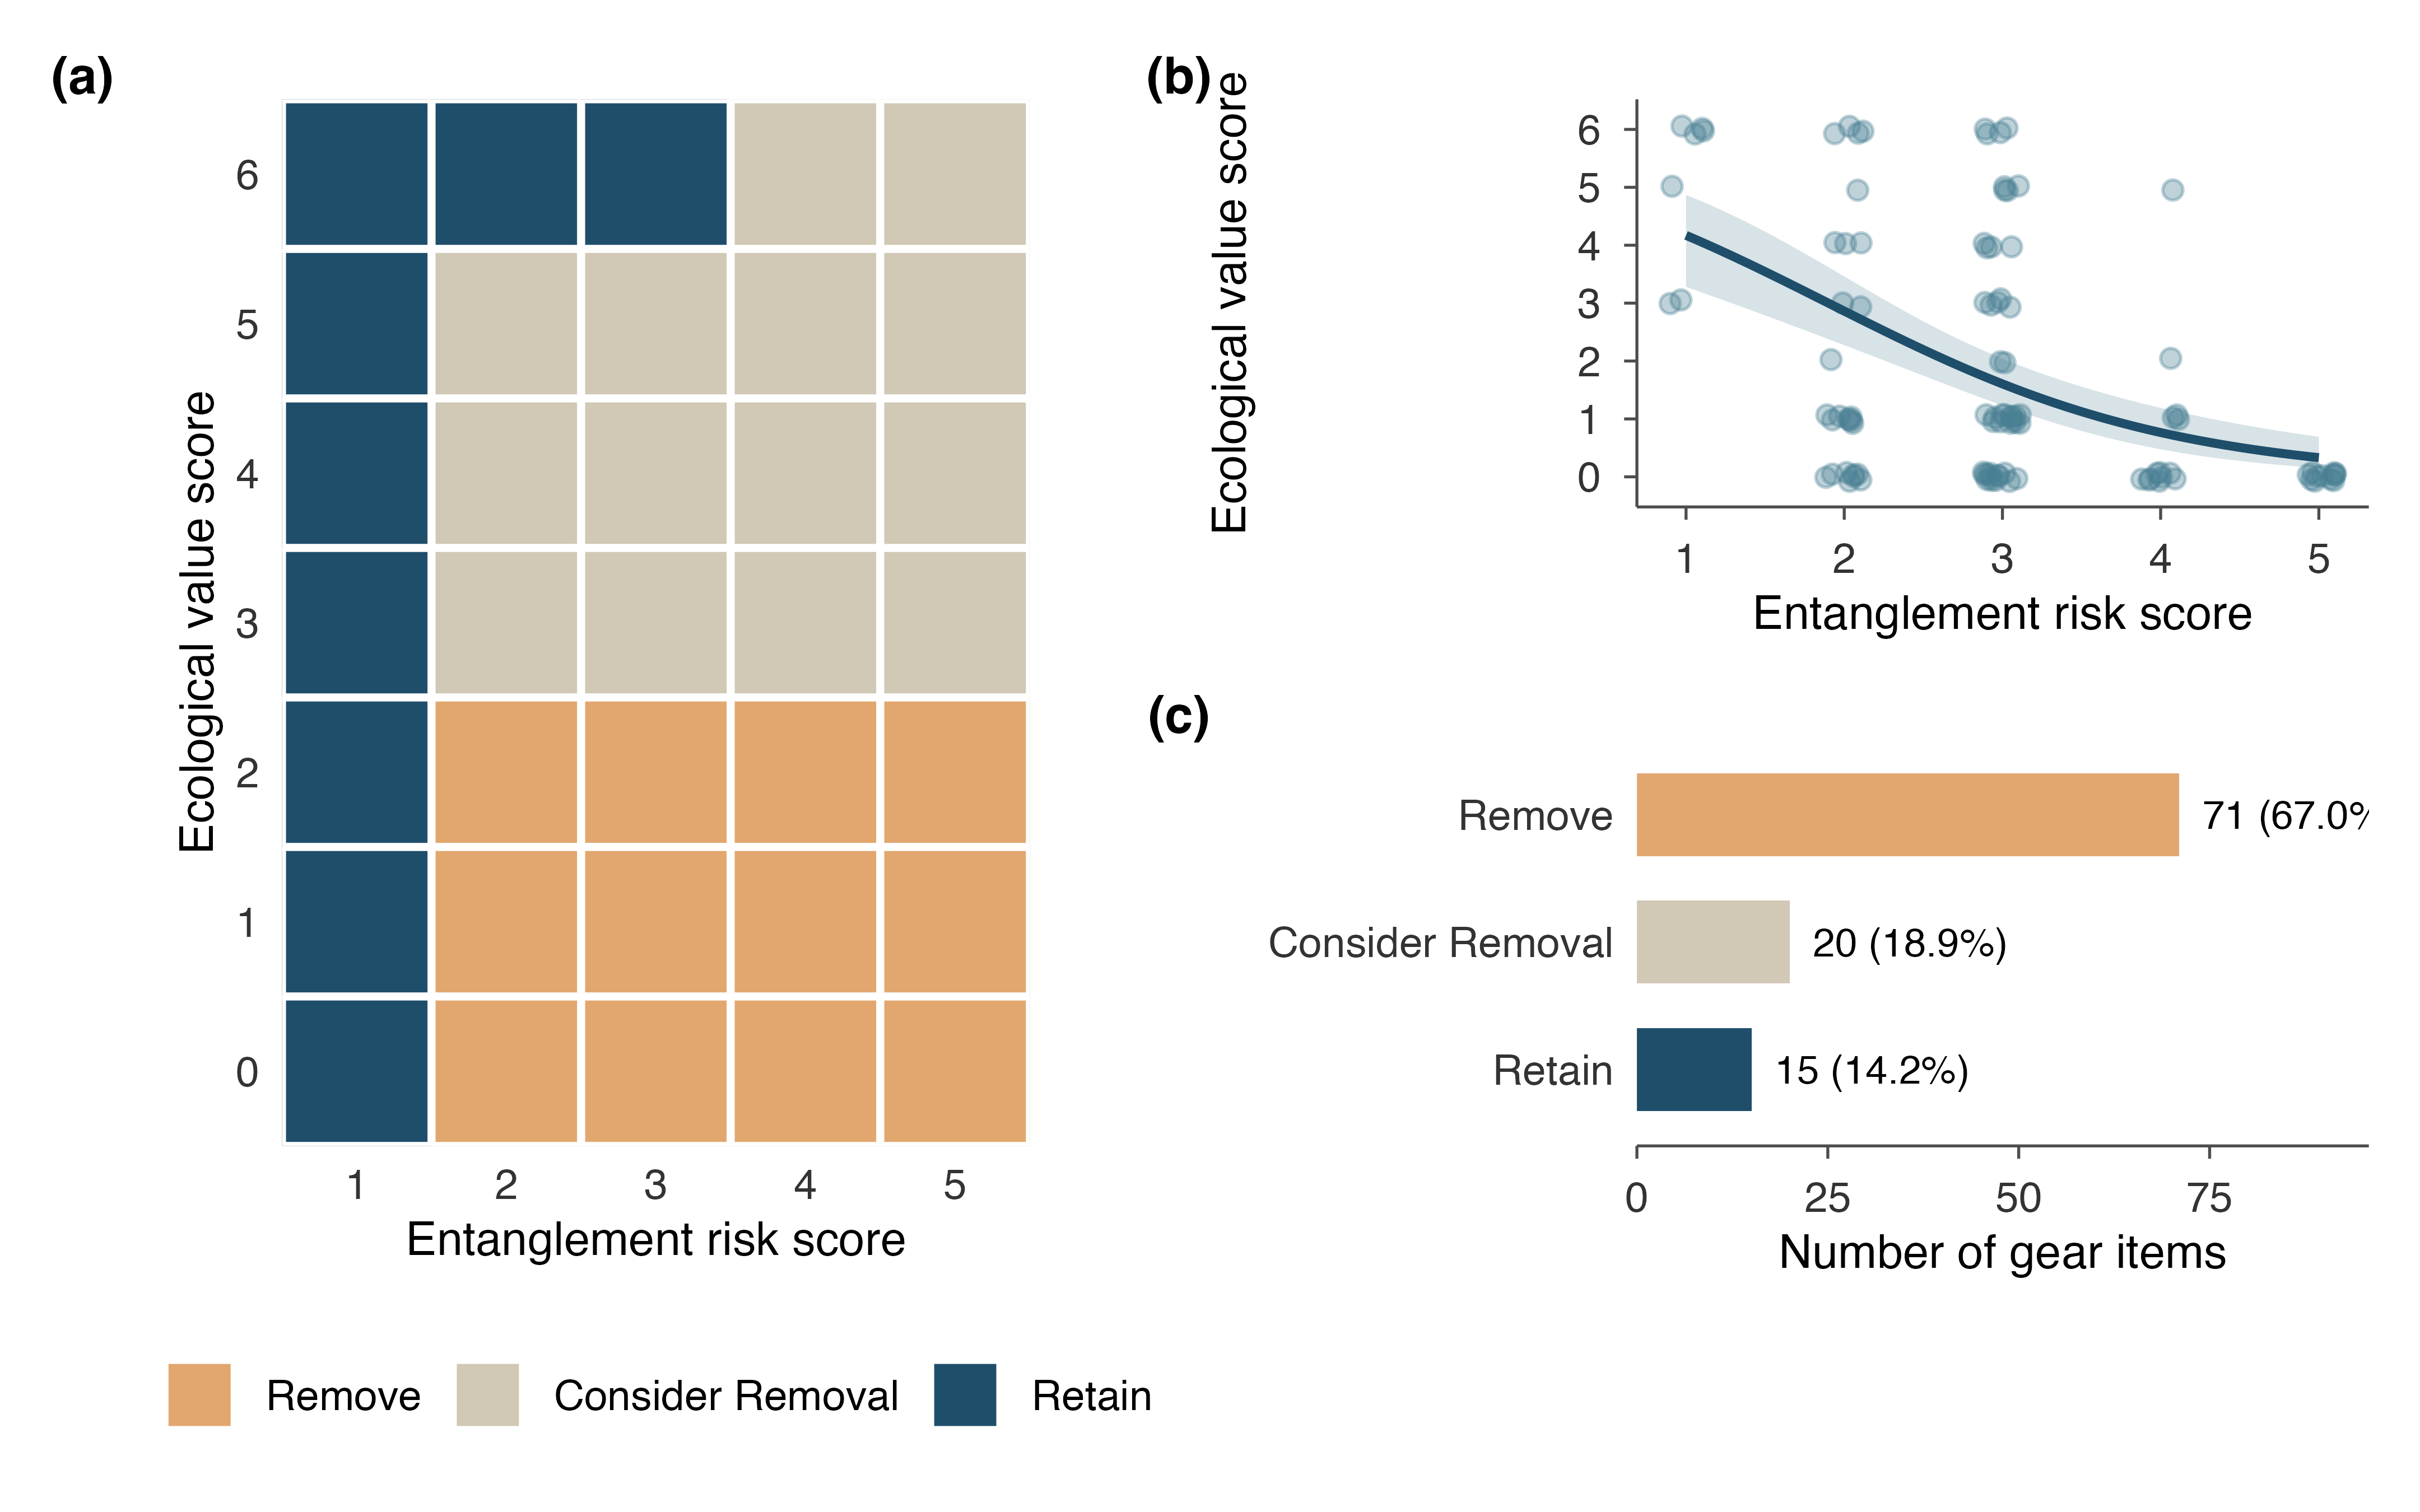 (a)
Ecological value score
6
5
4
3
2
1
0
1 2 3 4 5
Entanglement risk score
Remove Consider Removal Retain
(b)
Ecological value score
6
5
4
3
2
1
0
1 2 3 4 5
Entanglement risk score
(c)
Remove 71 (67.0%
Consider Removal 20 (18.9%)
Retain 15 (14.2%)
0 25 50 75
Number of gear items